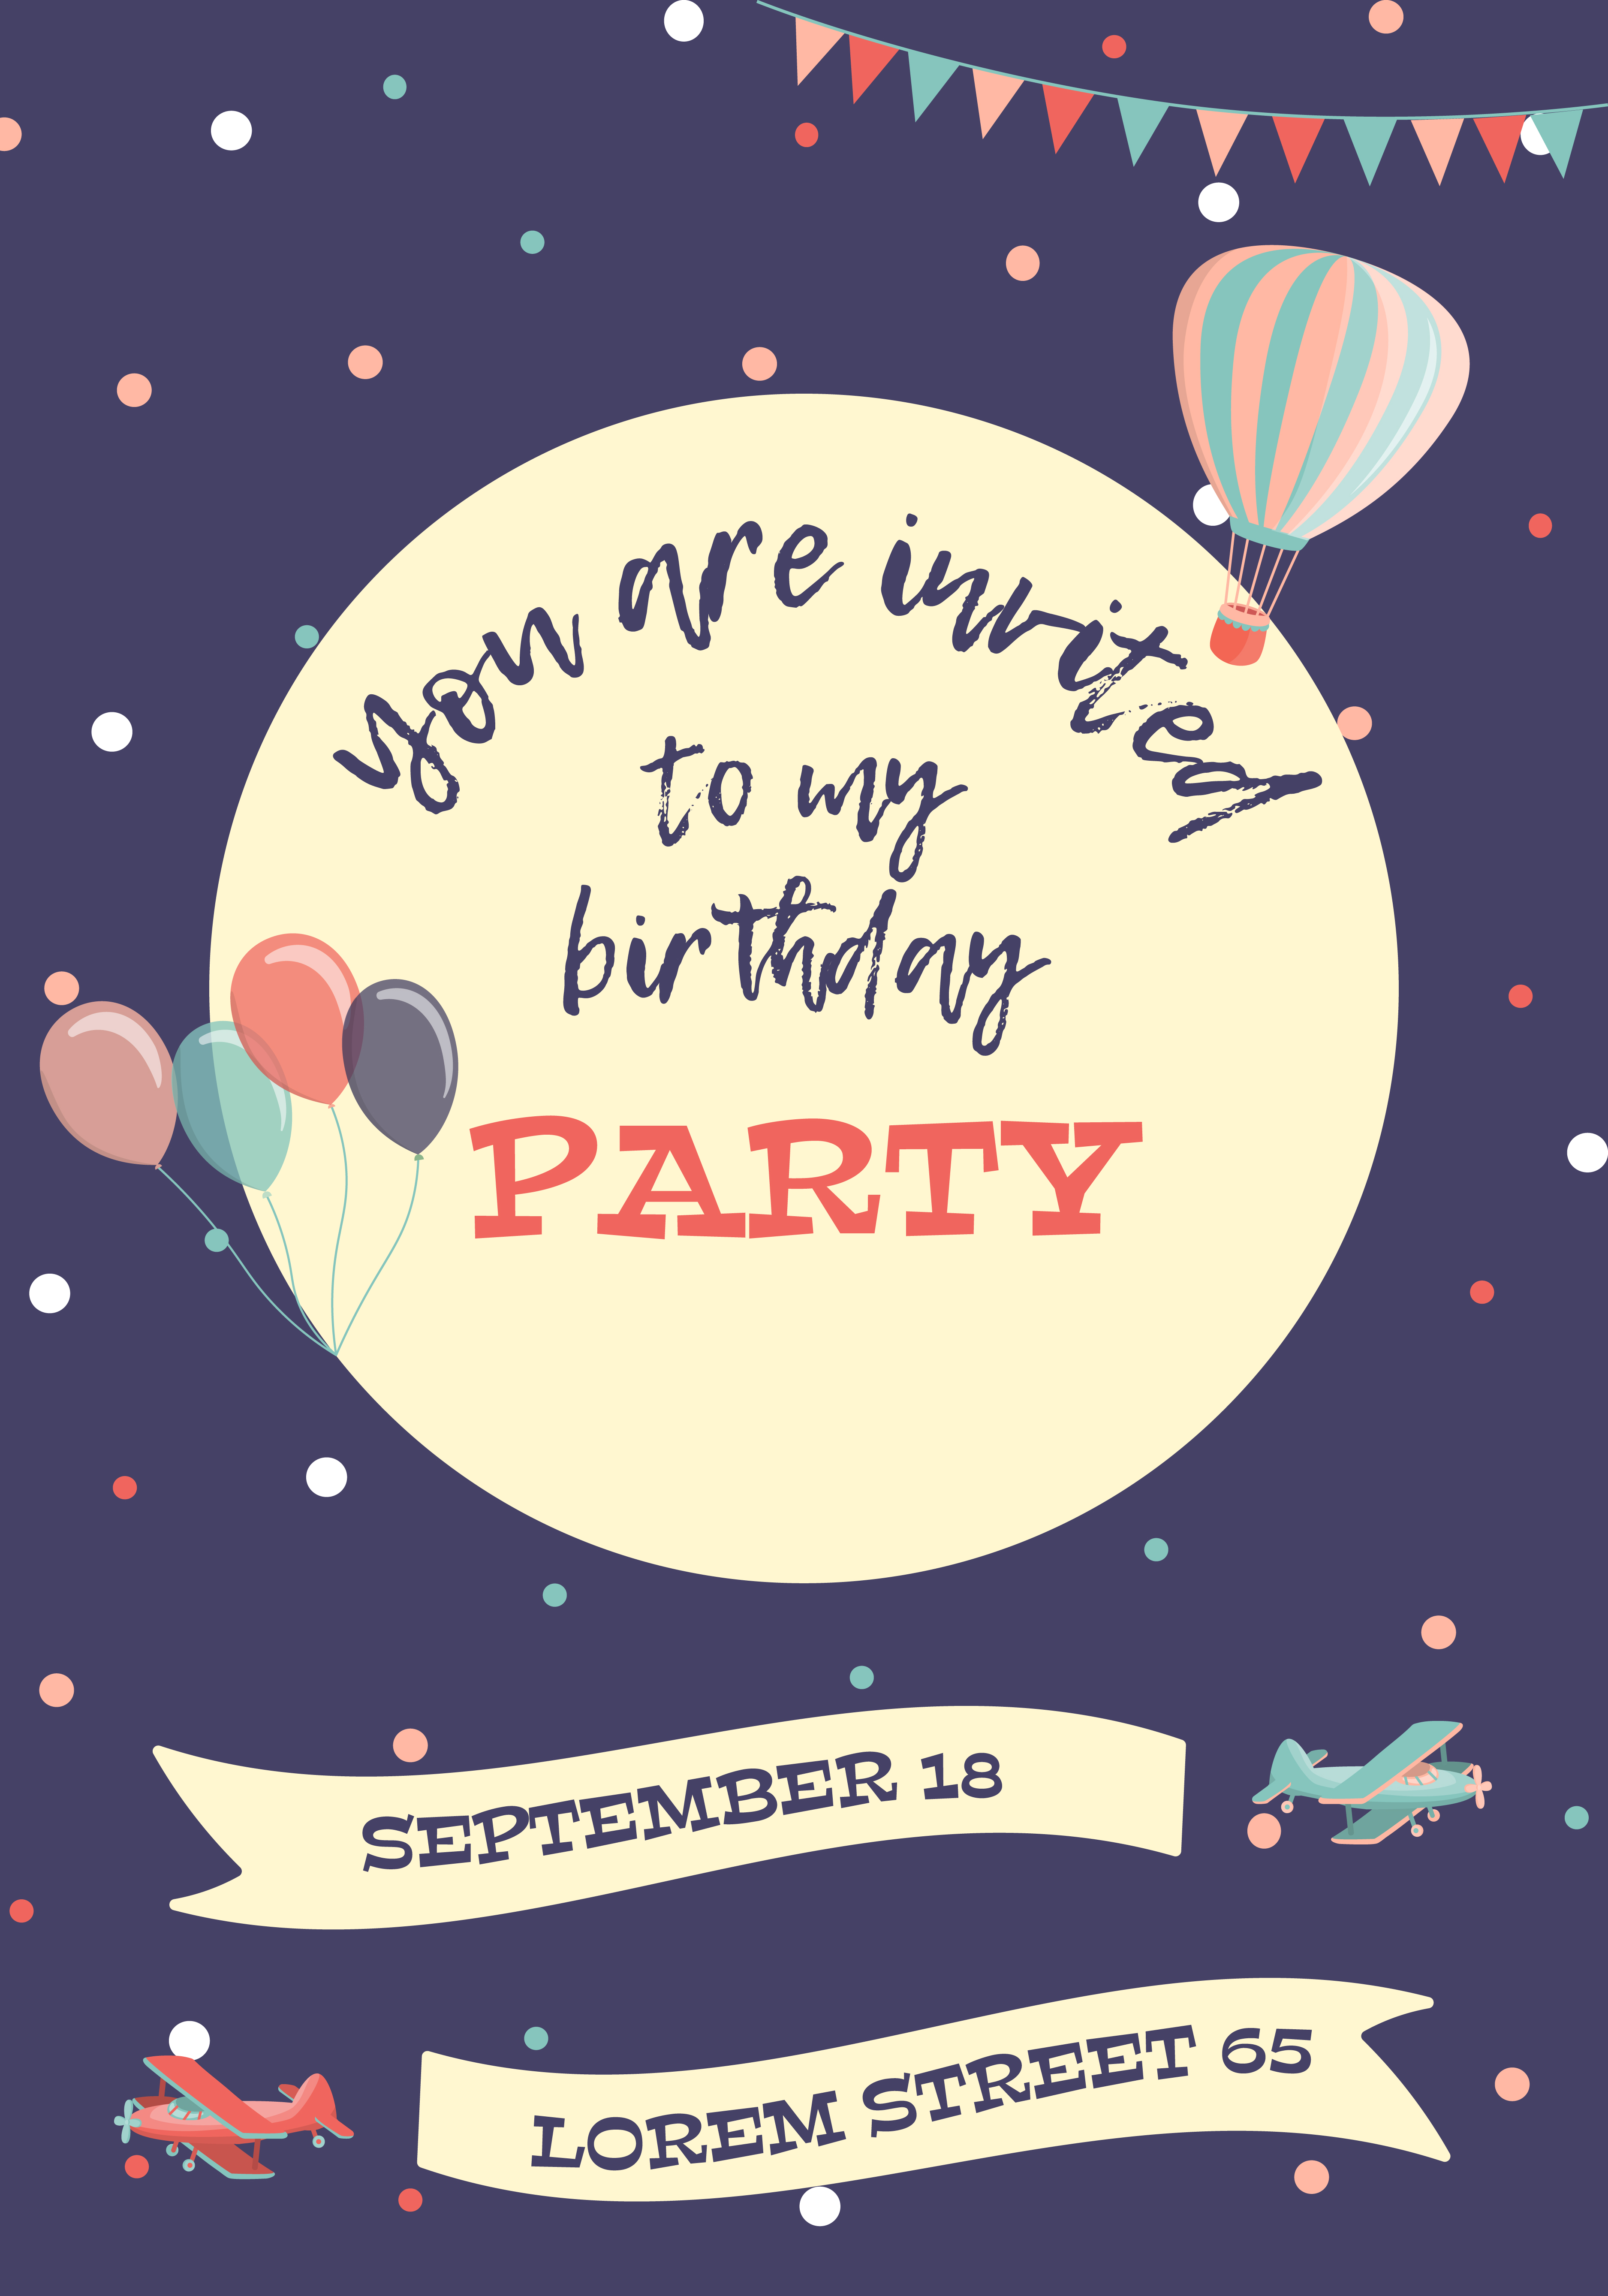 You are invited
to my
birthday
PARTY
SEPTEMBER 18
LOREM STREET 65